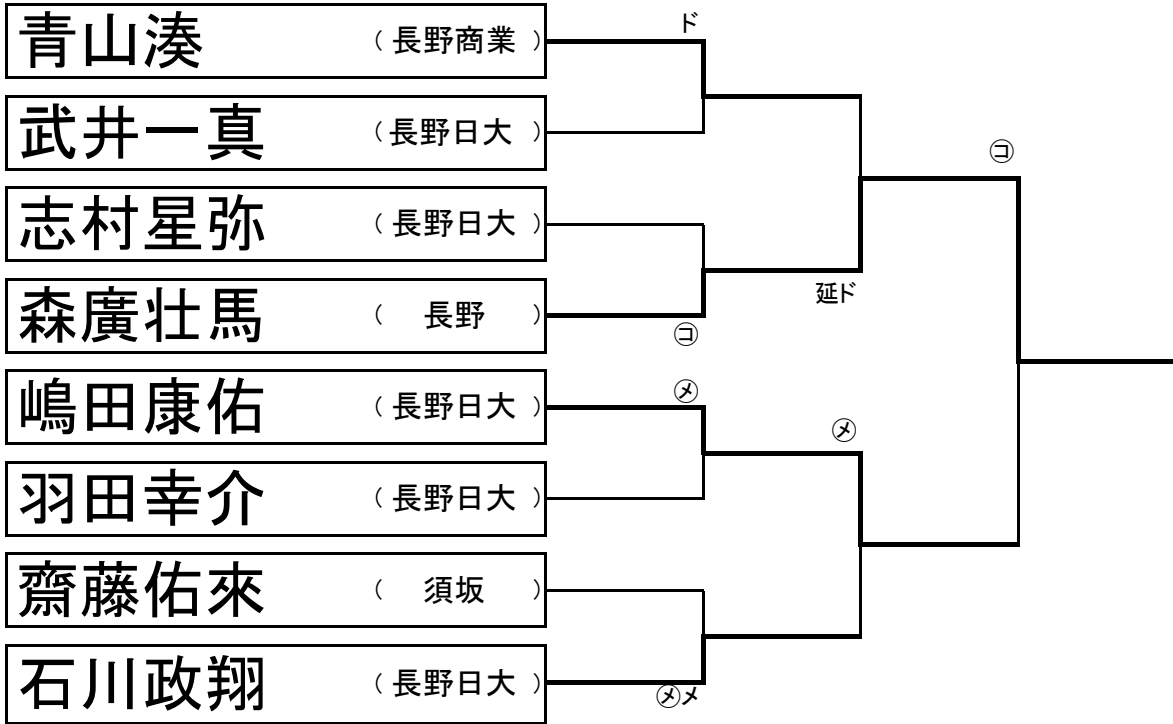 青山湊 （長野商業）
ド
武井一真 （長野日大）
㋙
志村星弥 （長野日大）
延ド
森廣壮馬 （長野）
㋙
嶋田康佑 （長野日大）
㋱
㋱
羽田幸介 （長野日大）
齋藤佑來 （須坂）
石川政翔 （長野日大）
㋱メ